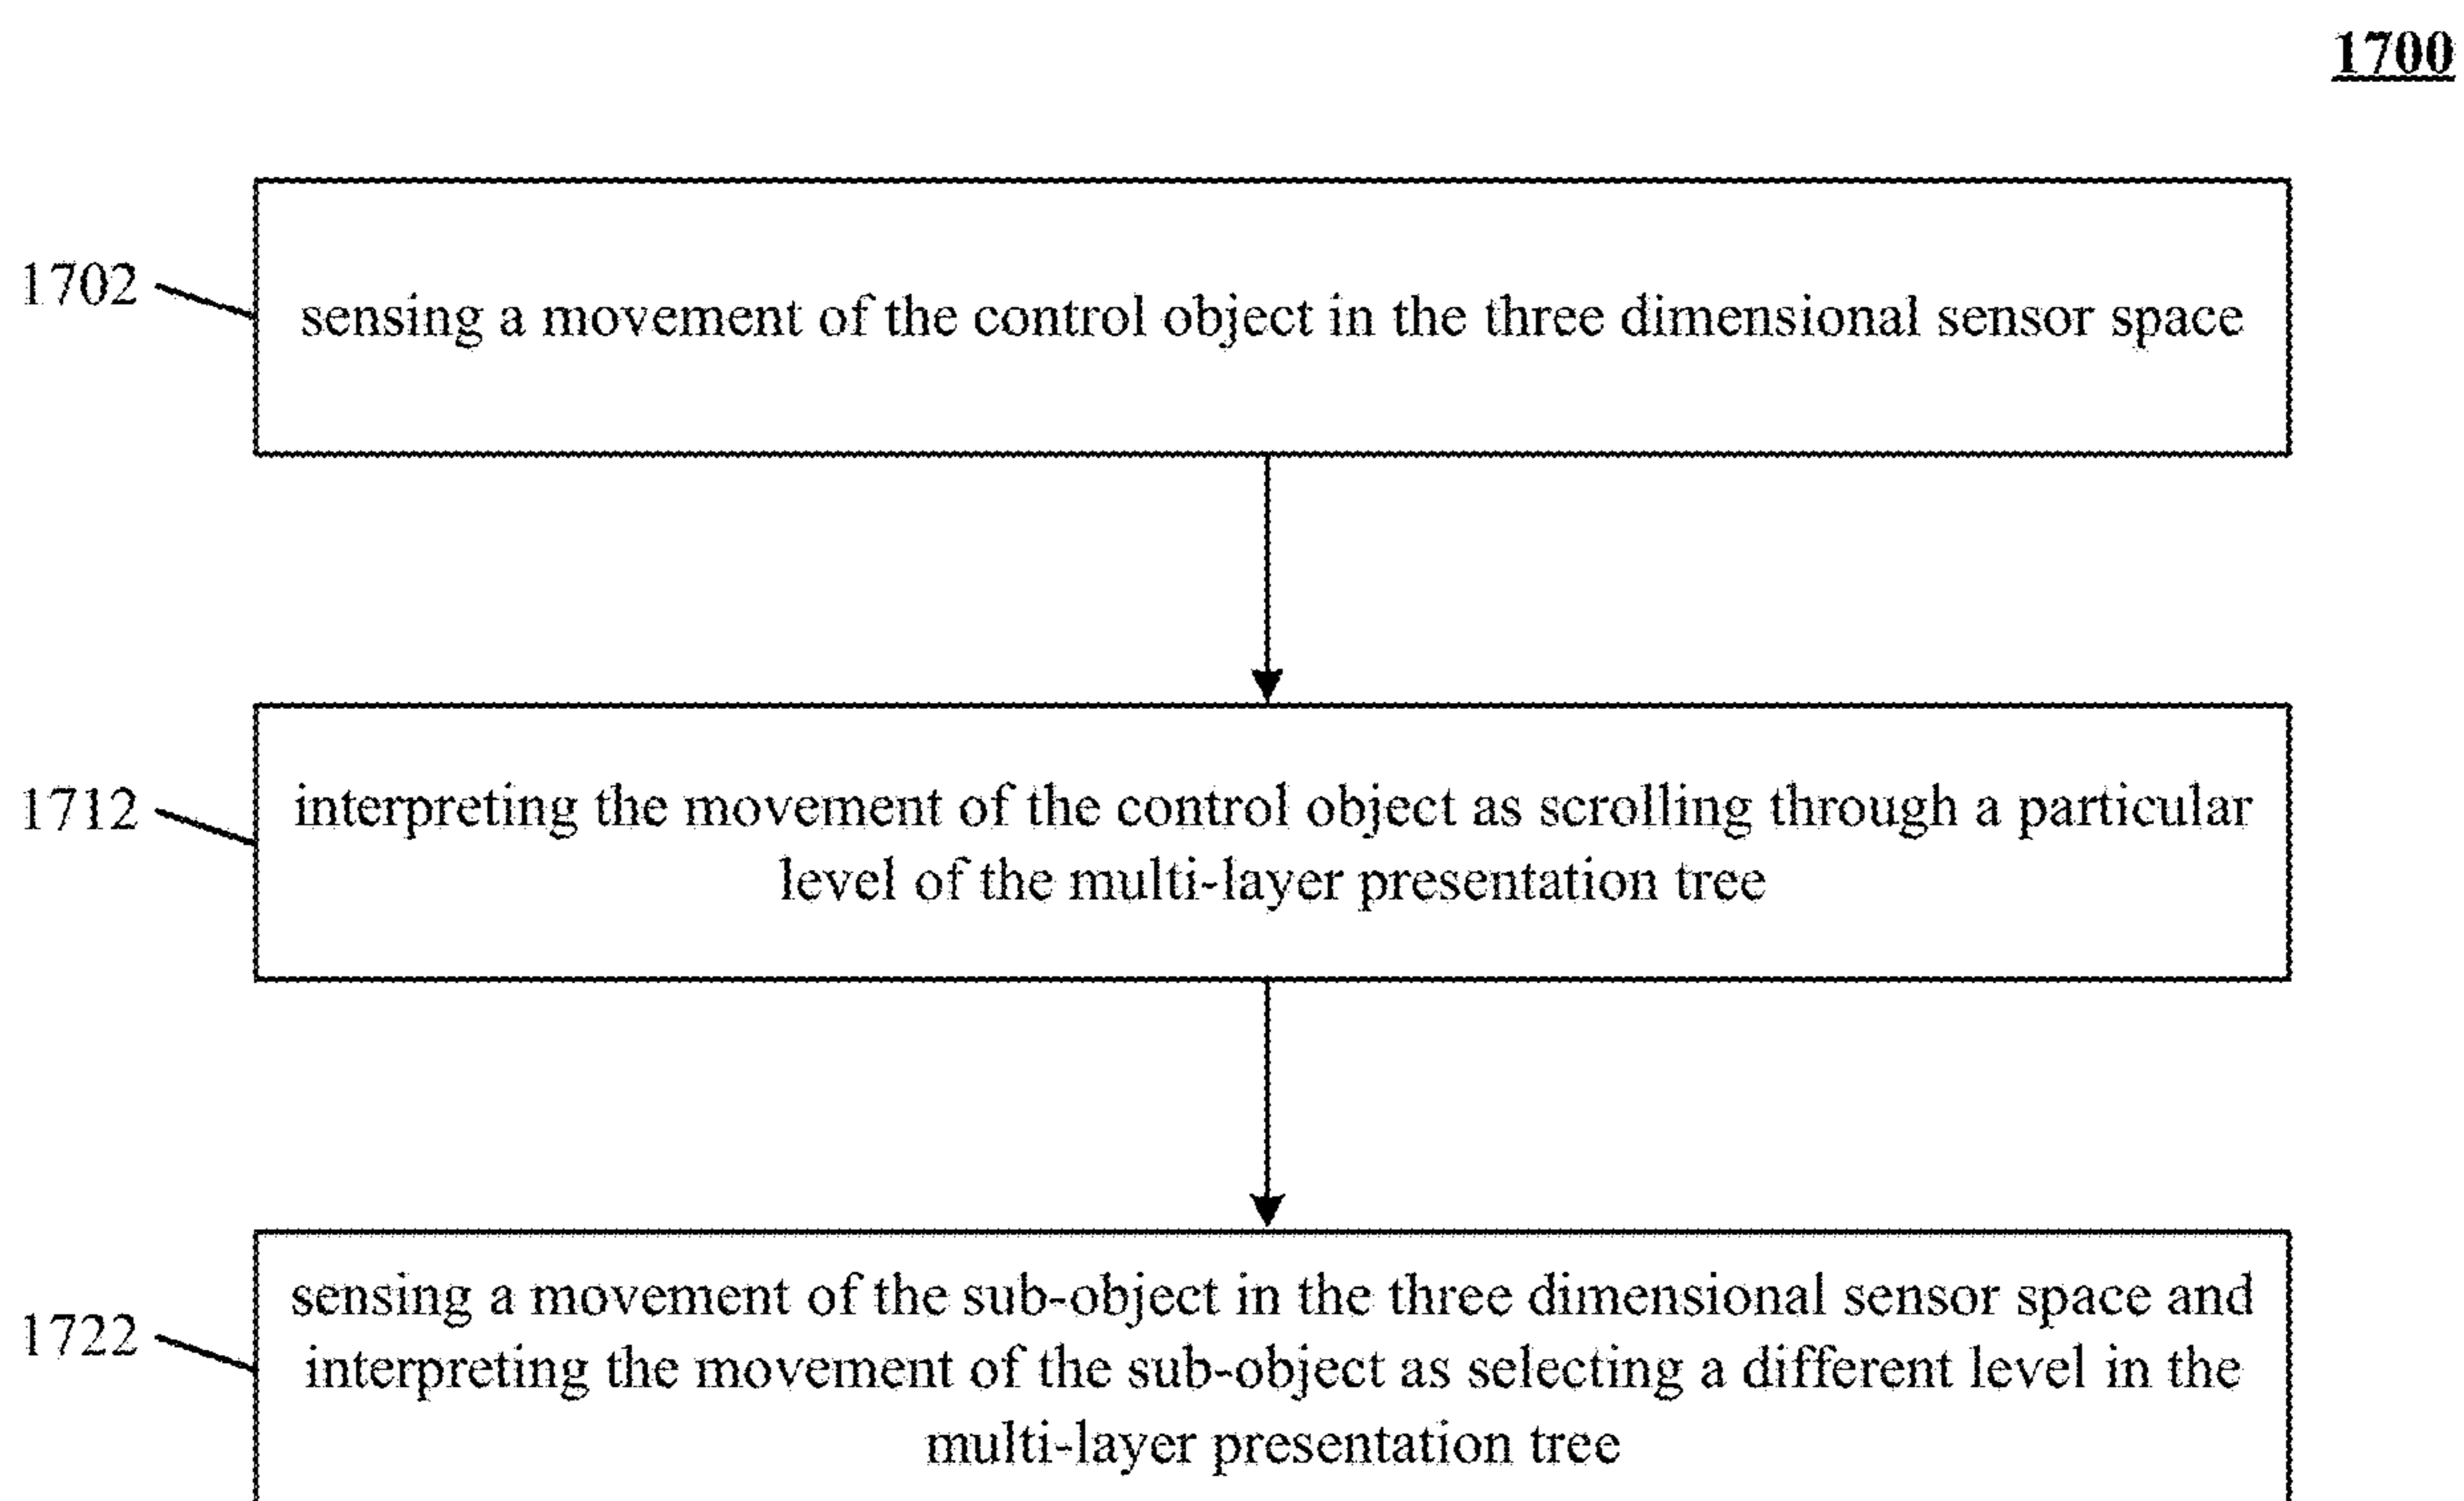 1700
1702
sensing a movement of the control object in the three dimensional sensor space
1712
interpreting the movement of the control object as scrolling through a particular
level of the multi-layer presentation tree
1722
sensing a movement of the sub-object in the three dimensional sensor space and
interpreting the movement of the sub-object as selecting a different level in the
multi-layer presentation tree